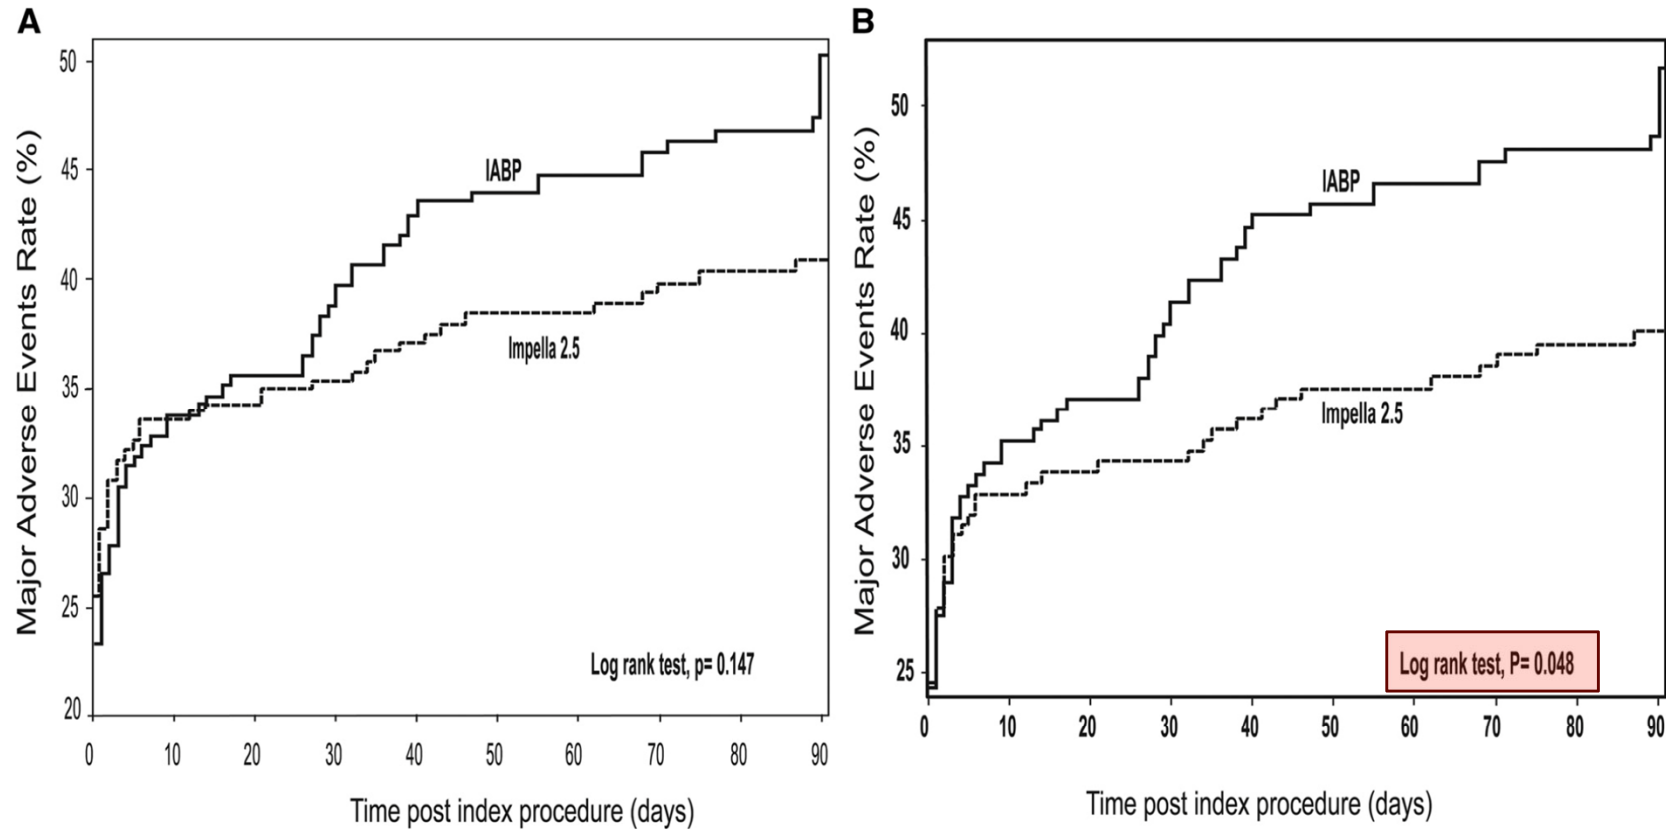 A
Major Adverse Events Rate (%)
50
45
40
35
30
25
20
IABP
Impella 2.5
Log rank test, p= 0.147
0 10 20 30 40 50 60 70 80 90
Time post index procedure (days)
B
Major Adverse Events Rate (%)
50
45
40
35
30
25
IABP
Impella 2.5
Log rank test, P= 0.048
0 10 20 30 40 50 60 70 80 90
Time post index procedure (days)